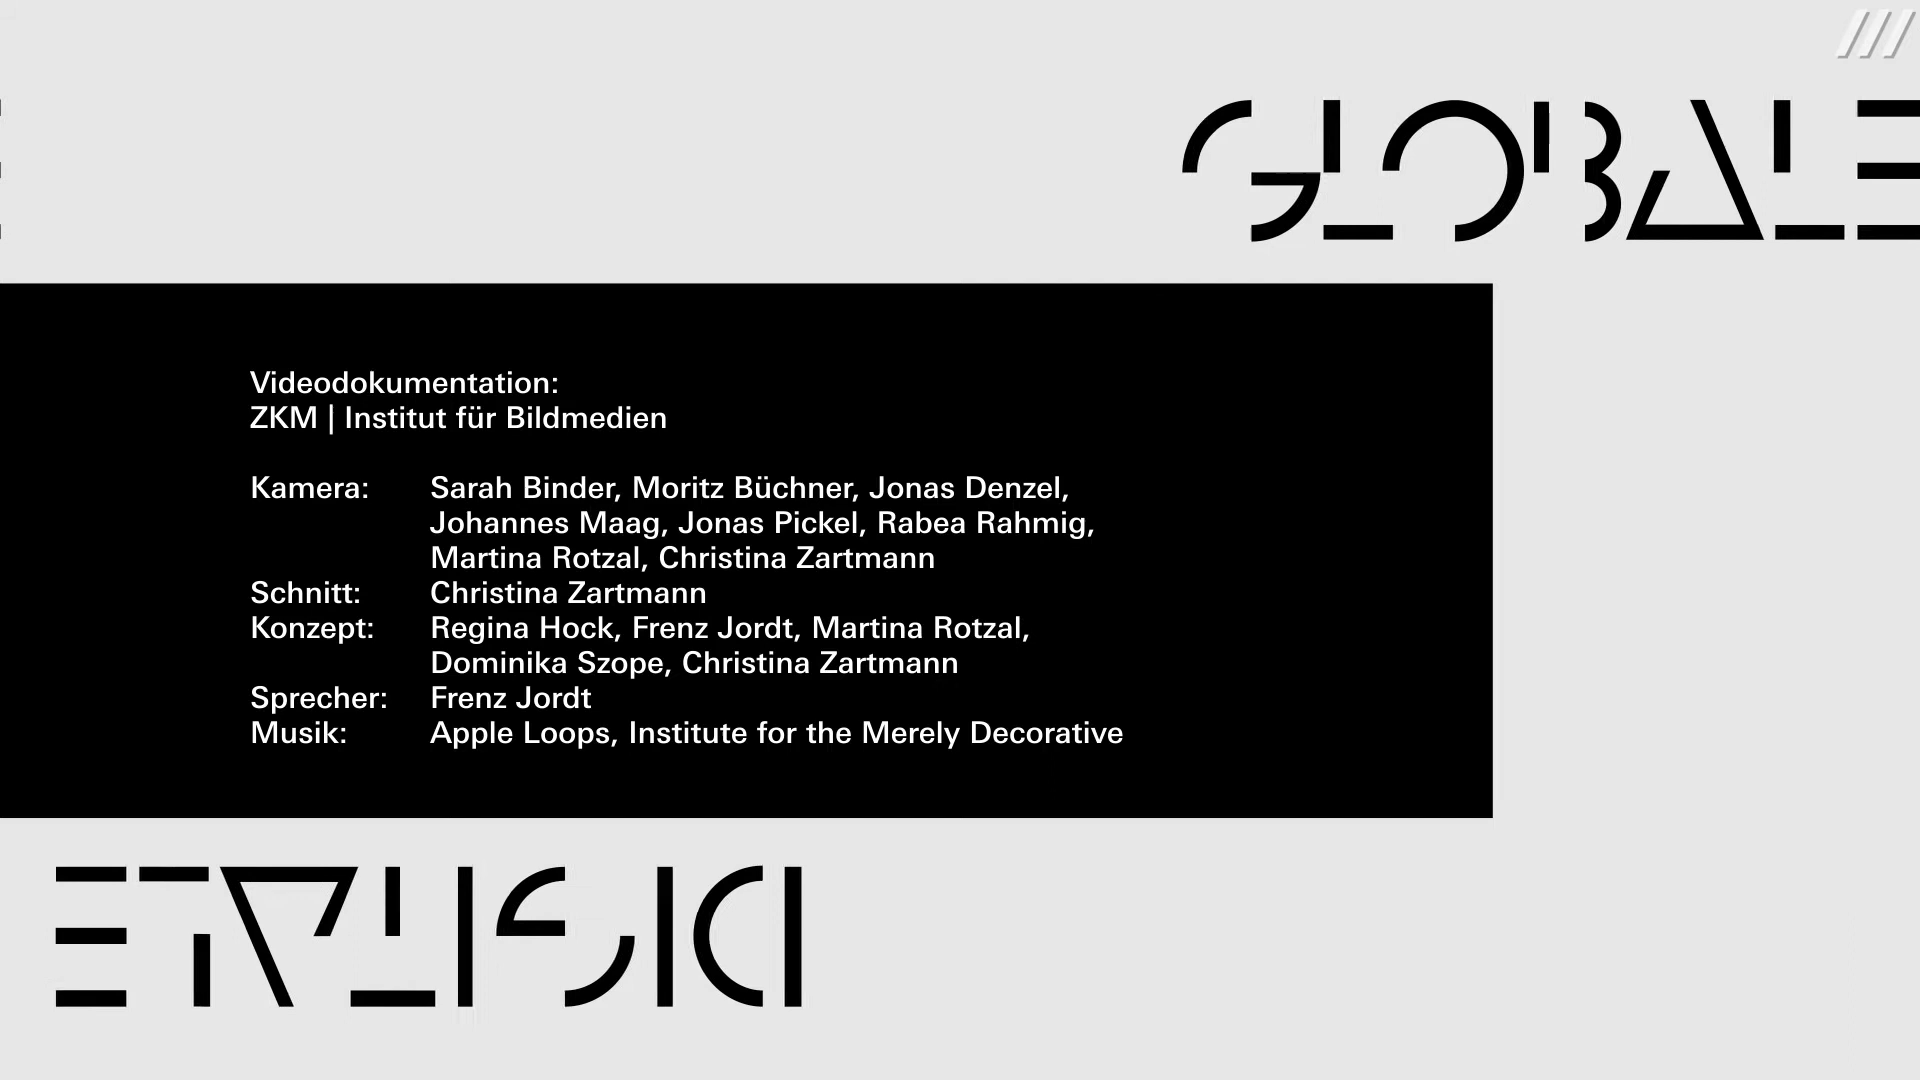 GLOBALE
Videodokumentation:
ZKM | Institut für Bildmedien
Kamera: Sarah Binder, Moritz Büchner, Jonas Denzel,
Johannes Maag, Jonas Pickel, Rabea Rahmig,
Martina Rotzal, Christina Zartmann
Schnitt: Christina Zartmann
Konzept: Regina Hock, Frenz Jordt, Martina Rotzal,
Dominika Szope, Christina Zartmann
Sprecher: Frenz Jordt
Musik: Apple Loops, Institute for the Merely Decorative
DIGITALE